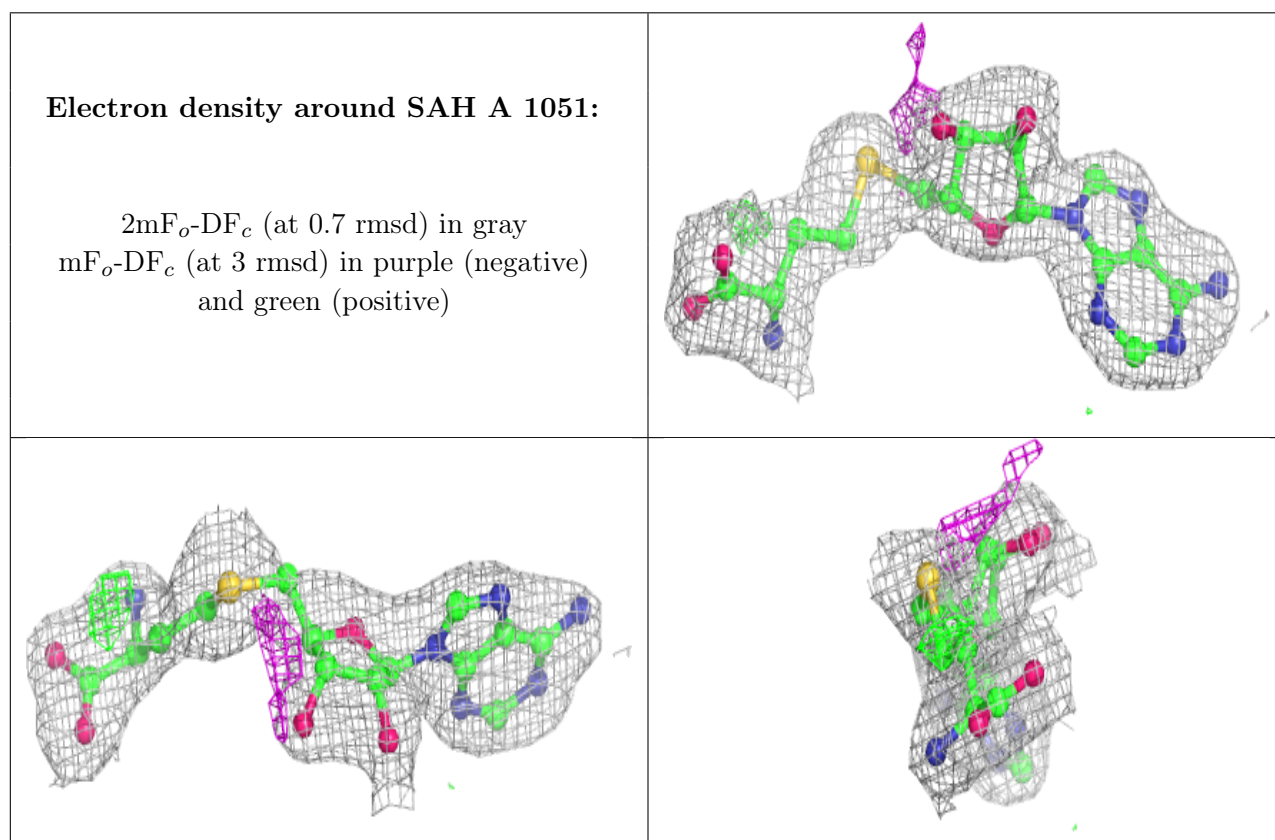 Electron density around SAH A 1051:
2mFₒ-DF𝒸 (at 0.7 rmsd) in gray
mFₒ-DF𝒸 (at 3 rmsd) in purple (negative)
and green (positive)